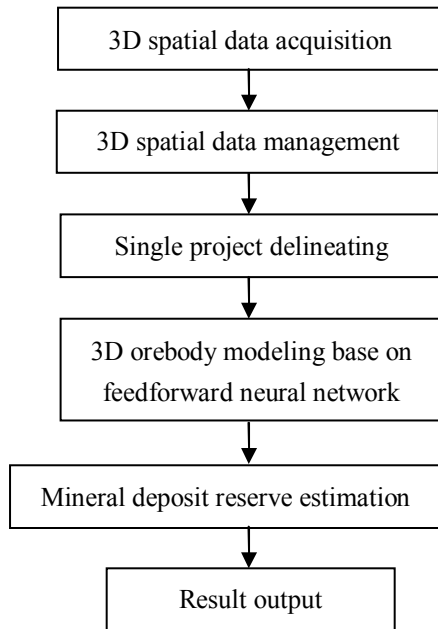 3D spatial data acquisition
3D spatial data management
Single project delineating
3D orebody modeling base on
feedforward neural network
Mineral deposit reserve estimation
Result output